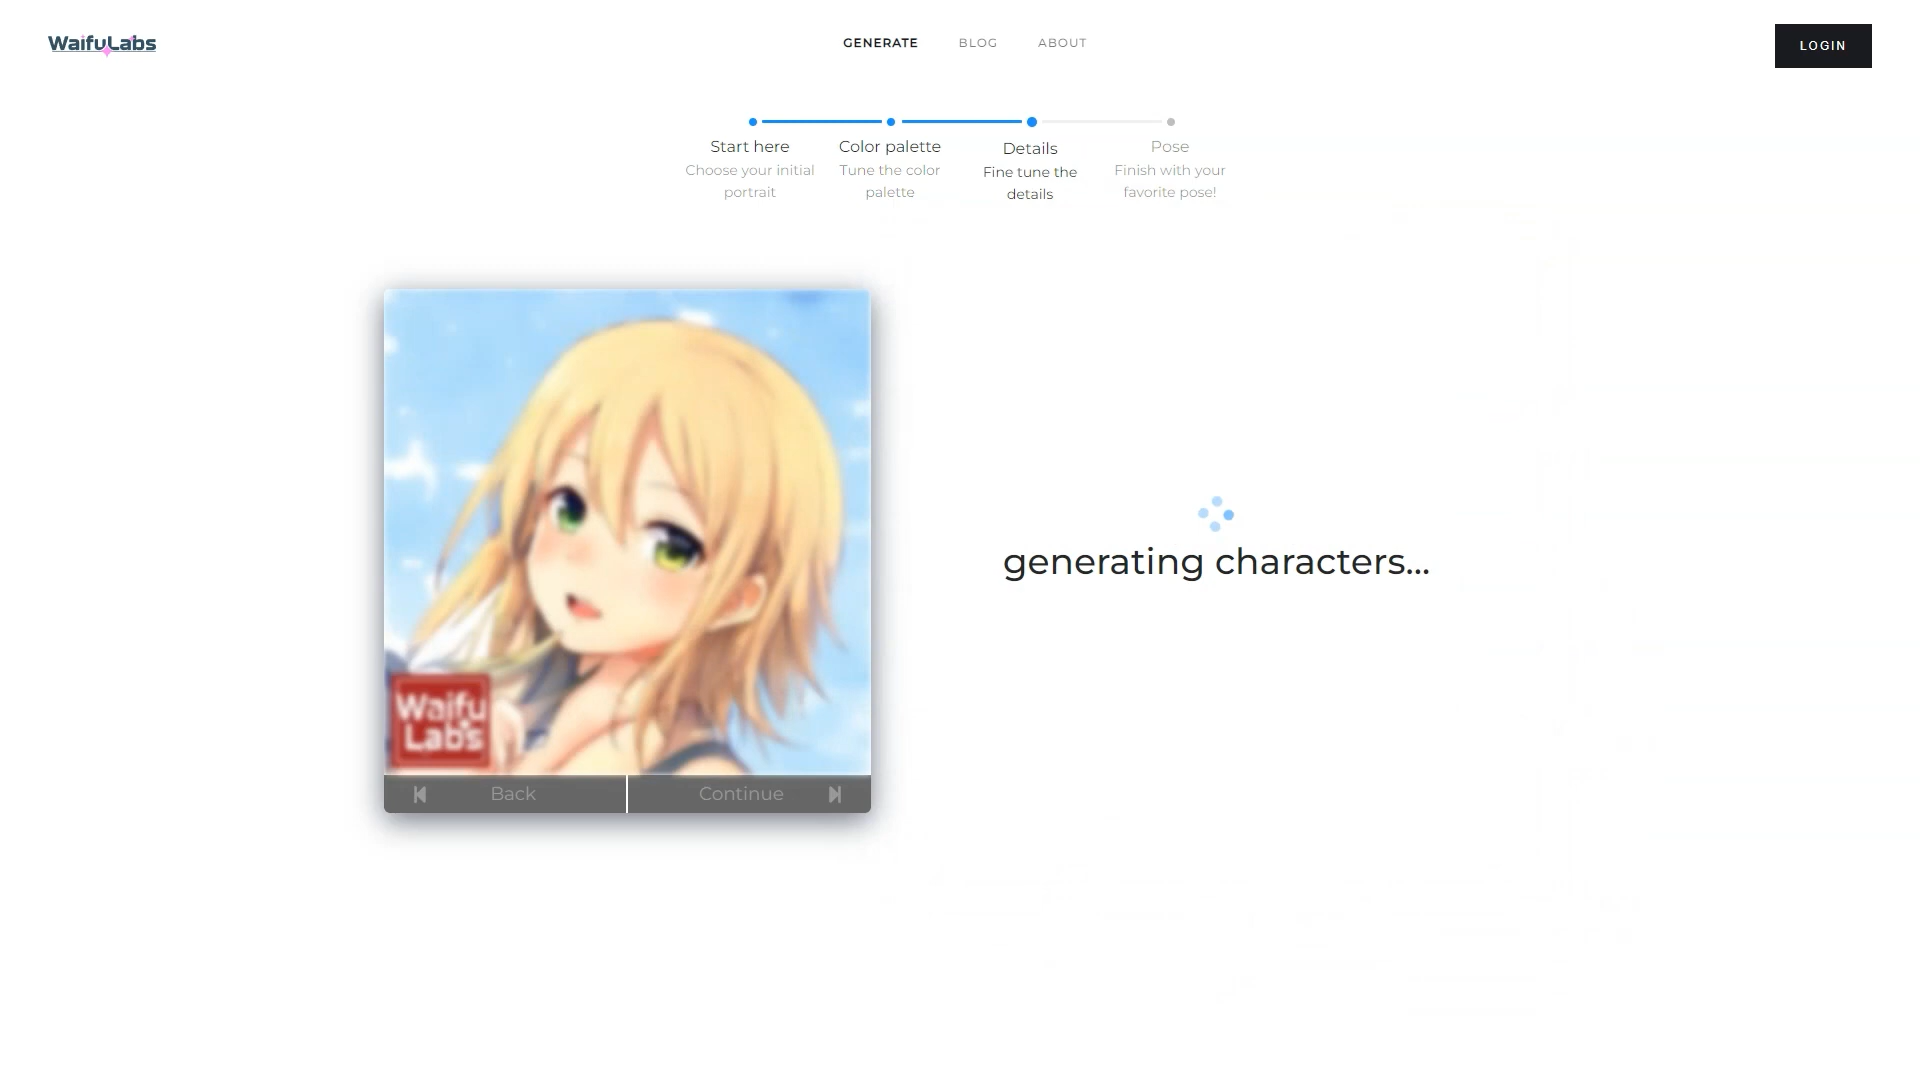 WaifuLabs
GENERATE BLOG ABOUT
LOGIN
Start here
Choose your initial
portrait
Color palette
Tune the color
palette
Details
Fine tune the
details
Pose
Finish with your
favorite pose!
Waifu
Labs
Back
Continue
generating characters...